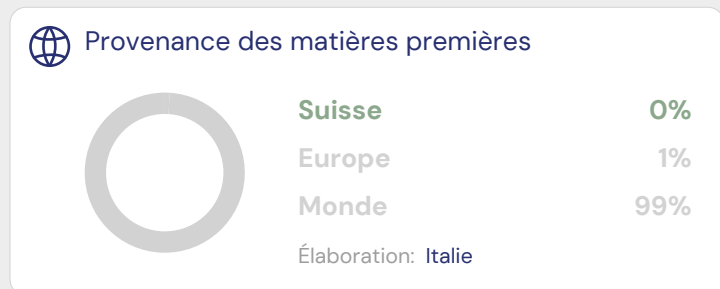 Provenance des matières premières
Suisse 0%
Europe 1%
Monde 99%
Élaboration: Italie